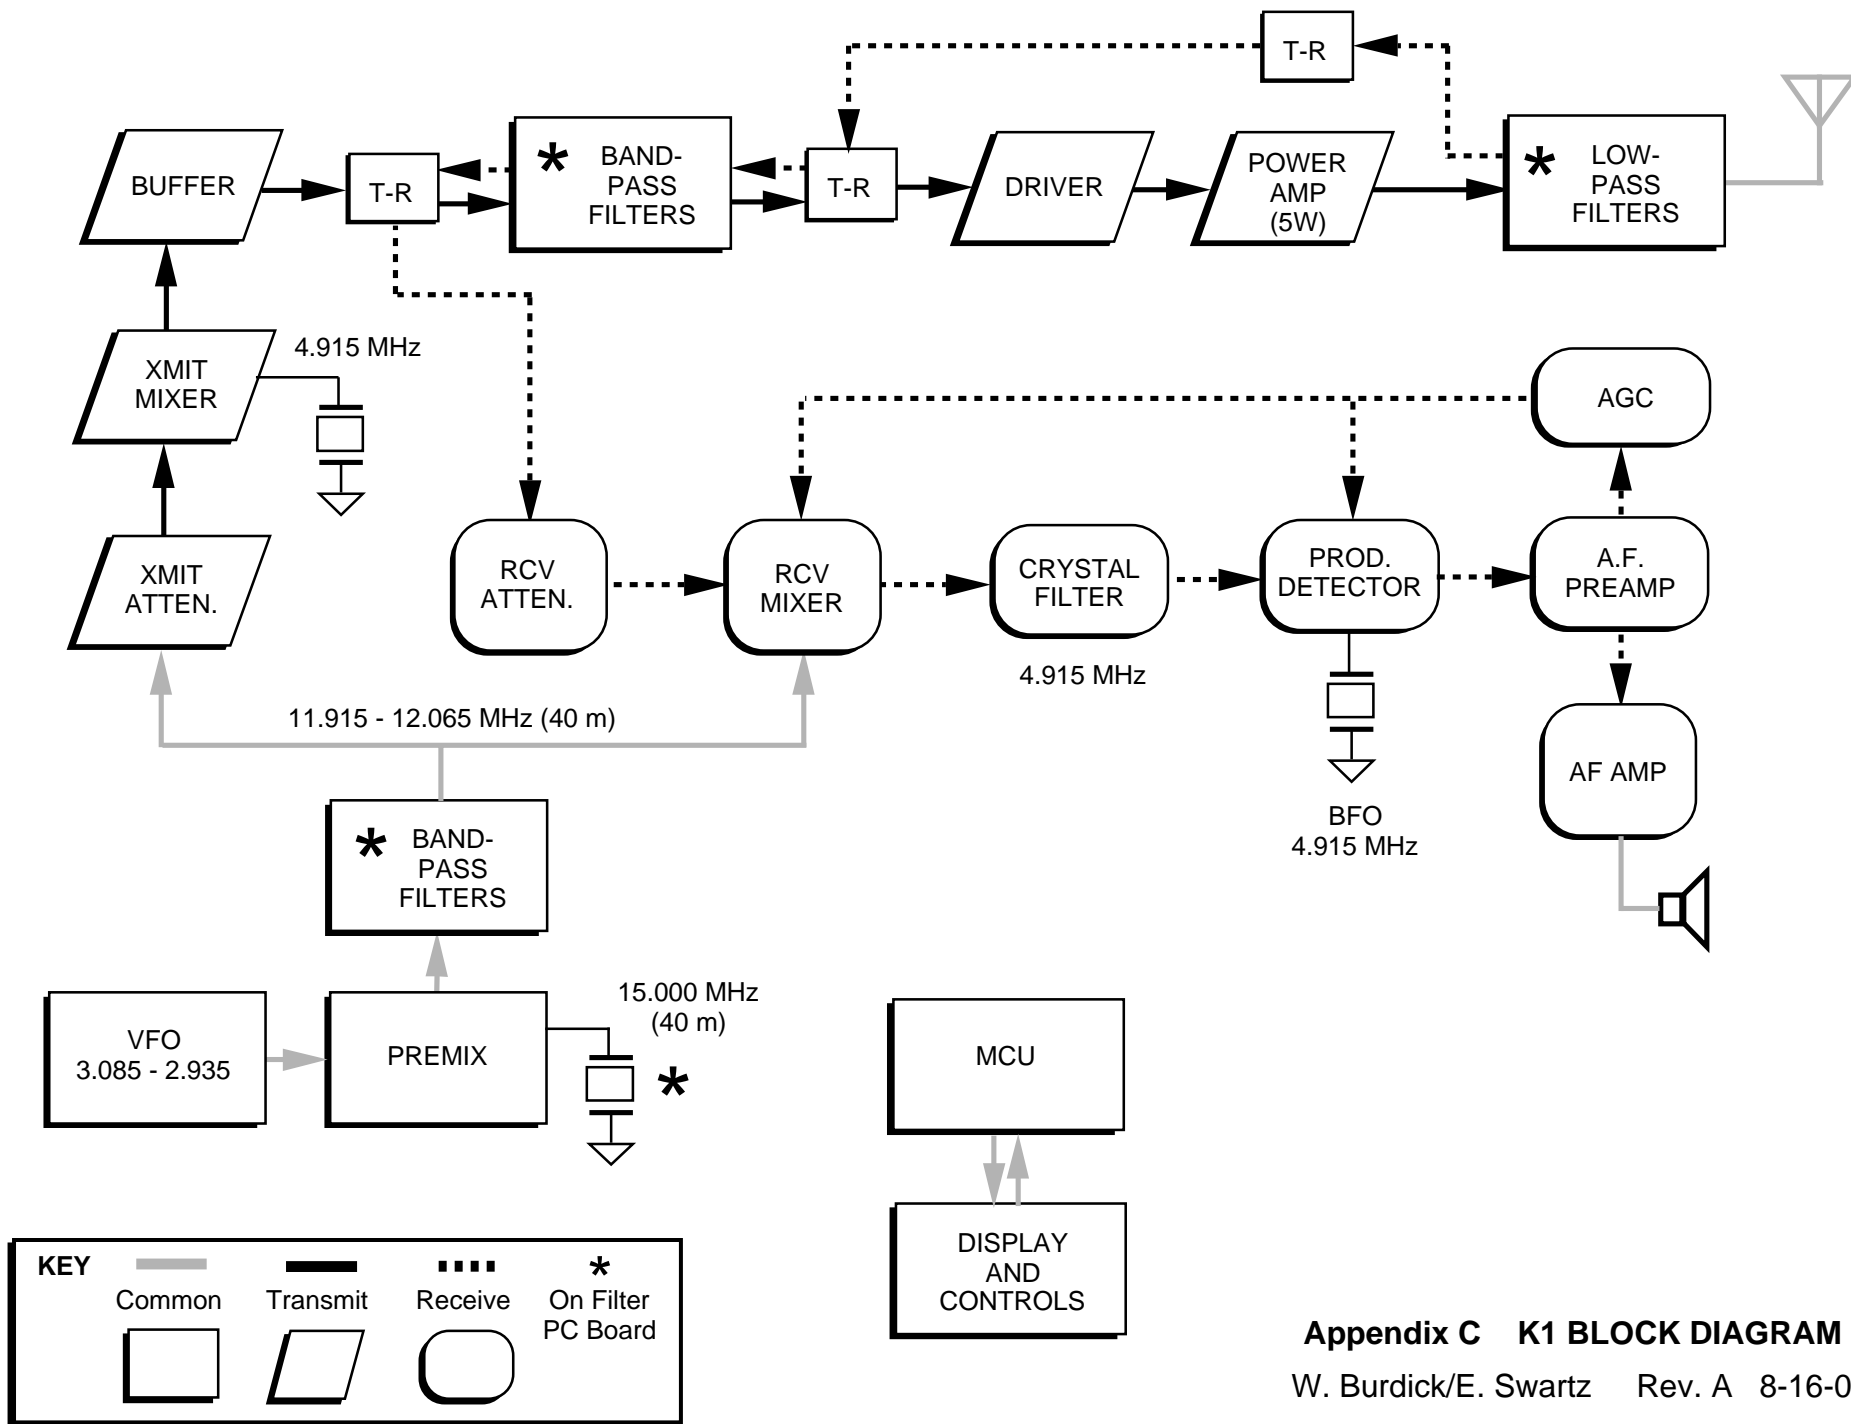 T-R
BUFFER
T-R
*
BAND-
PASS
FILTERS
T-R
DRIVER
POWER
AMP
(5W)
*
LOW-
PASS
FILTERS
XMIT
MIXER
4.915 MHz
AGC
XMIT
ATTEN.
RCV
ATTEN.
RCV
MIXER
CRYSTAL
FILTER
4.915 MHz
PROD.
DETECTOR
A.F.
PREAMP
11.915 - 12.065 MHz (40 m)
BFO
4.915 MHz
AF AMP
*
BAND-
PASS
FILTERS
VFO
3.085 - 2.935
PREMIX
15.000 MHz
(40 m)
*
MCU
DISPLAY
AND
CONTROLS
KEY
Common
Transmit
Receive
*
On Filter
PC Board
Appendix C K1 BLOCK DIAGRAM
W. Burdick/E. Swartz Rev. A 8-16-0